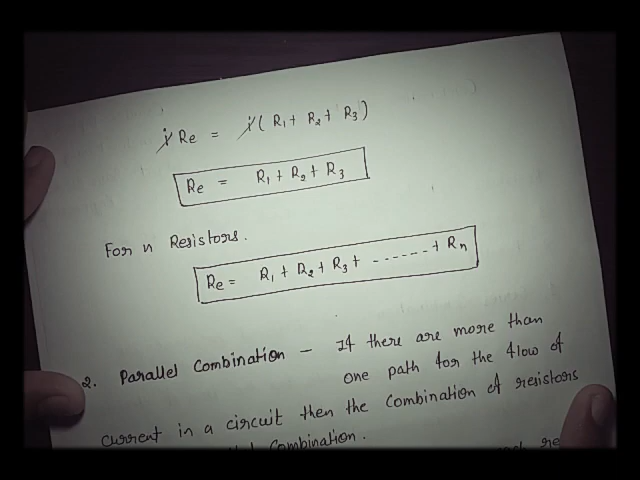 i Re = i ( R₁ + R₂ + R₃ )
Re = R₁ + R₂ + R₃
For n Resistors.
Re = R₁ + R₂ + R₃ + ------ + Rn
2. Parallel Combination - If there are more than
one path for the flow of
current in a circuit then the combination of resistors
combination.